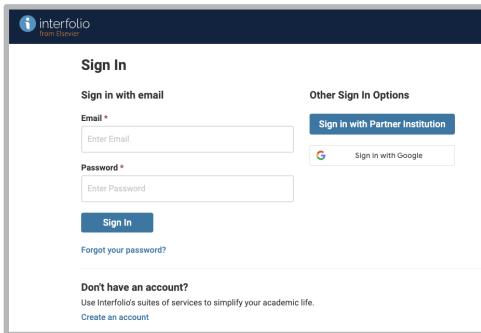 interfolio
from Elsevier
Sign In
Sign in with email
Email *
Enter Email
Password *
Enter Password
Sign In
Forgot your password?
Other Sign In Options
Sign in with Partner Institution
Sign in with Google
Don't have an account?
Use Interfolio's suites of services to simplify your academic life.
Create an account